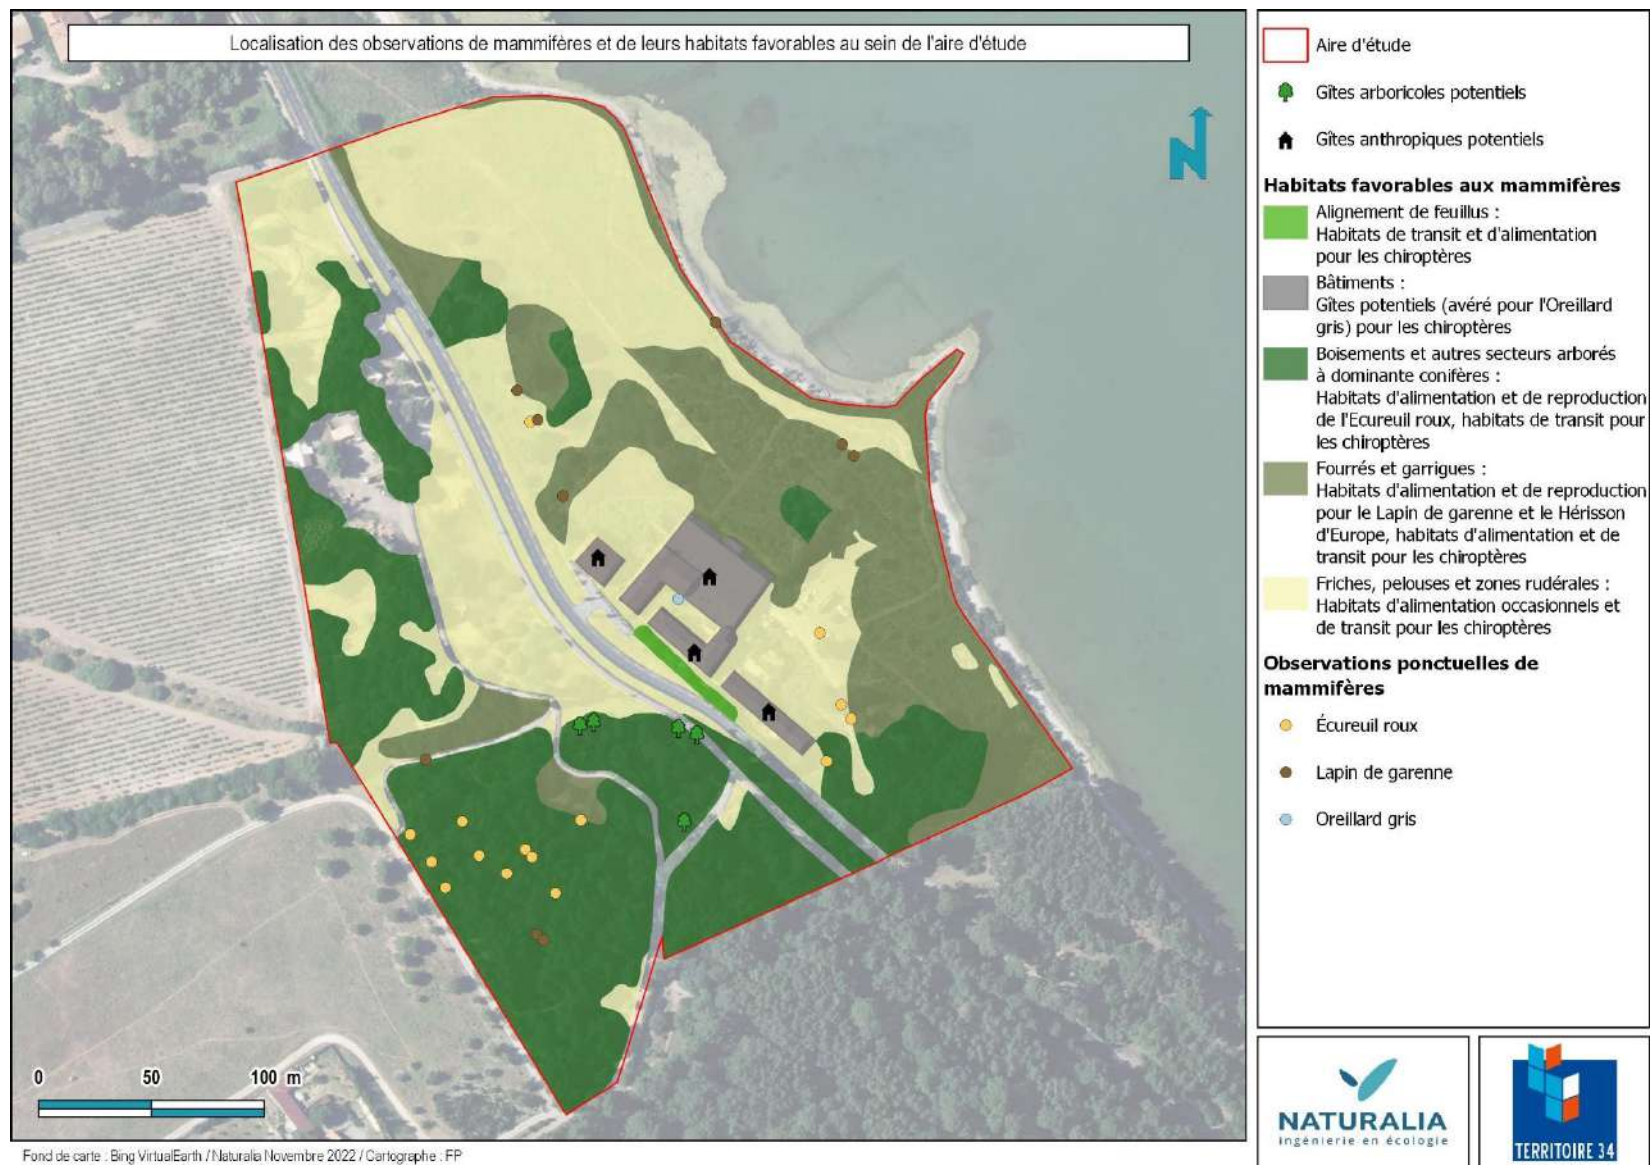 Localisation des observations de mammifères et de leurs habitats favorables au sein de l'aire d'étude
N
0 50 100 m
Fond de carte : Bing VirtualEarth / Naturalia Novembre 2022 / Cartographe : FP
Aire d'étude
Gîtes arboricoles potentiels
Gîtes anthropiques potentiels
Habitats favorables aux mammifères
Alignement de feuillus :
Habitats de transit et d'alimentation
pour les chiroptères
Bâtiments :
Gîtes potentiels (avéré pour l'Oreillard
gris) pour les chiroptères
Boisements et autres secteurs arborés
à dominante conifères :
Habitats d'alimentation et de reproduction
de l'Ecureuil roux, habitats de transit pour
les chiroptères
Fourrés et garrigues :
Habitats d'alimentation et de reproduction
pour le Lapin de garenne et le Hérisson
d'Europe, habitats d'alimentation et de
transit pour les chiroptères
Friches, pelouses et zones rudérales :
Habitats d'alimentation occasionnels et
de transit pour les chiroptères
Observations ponctuelles de
mammifères
Écureuil roux
Lapin de garenne
Oreillard gris
NATURALIA
ingénierie en écologie
TERRITOIRE 34